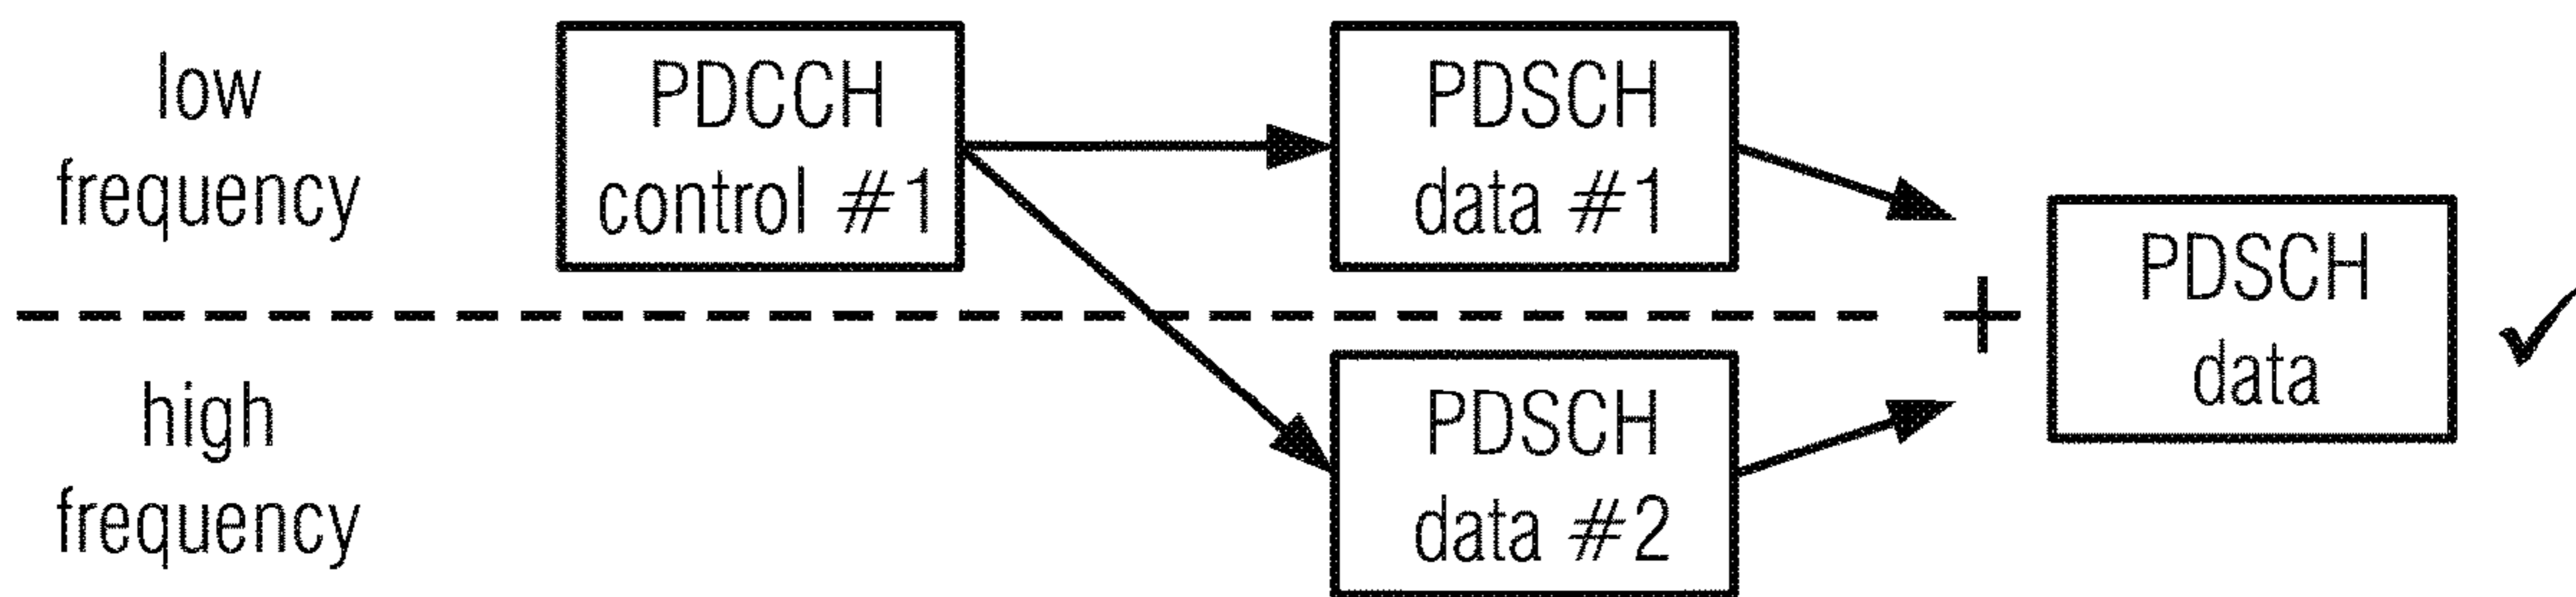 low
frequency
PDCCH
control #1
PDSCH
data #1
+
PDSCH
data
✓
high
frequency
PDSCH
data #2